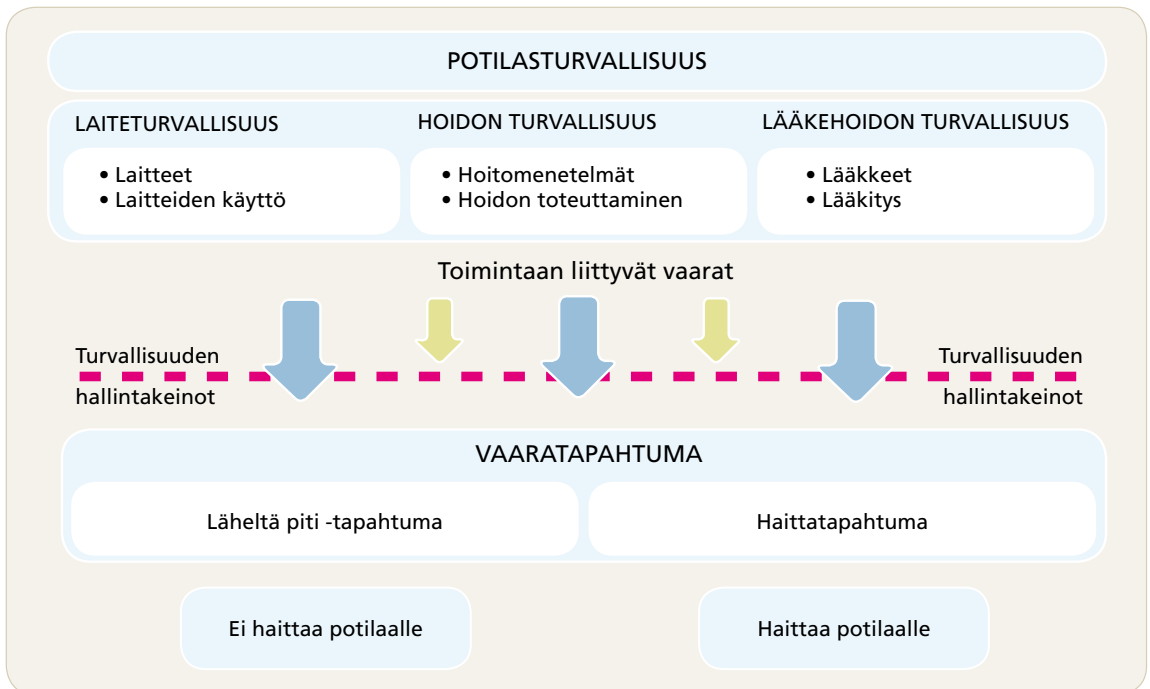 POTILASTURVALLISUUS
LAITETURVALLISUUS
• Laitteet
• Laitteiden käyttö
HOIDON TURVALLISUUS
• Hoitomenetelmät
• Hoidon toteuttaminen
LÄÄKEHOIDON TURVALLISUUS
• Lääkkeet
• Lääkitys
Toimintaan liittyvät vaarat
Turvallisuuden
hallintakeinot
Turvallisuuden
hallintakeinot
VAARATAPAHTUMA
Läheltä piti -tapahtuma
Haittatapahtuma
Ei haittaa potilaalle
Haittaa potilaalle